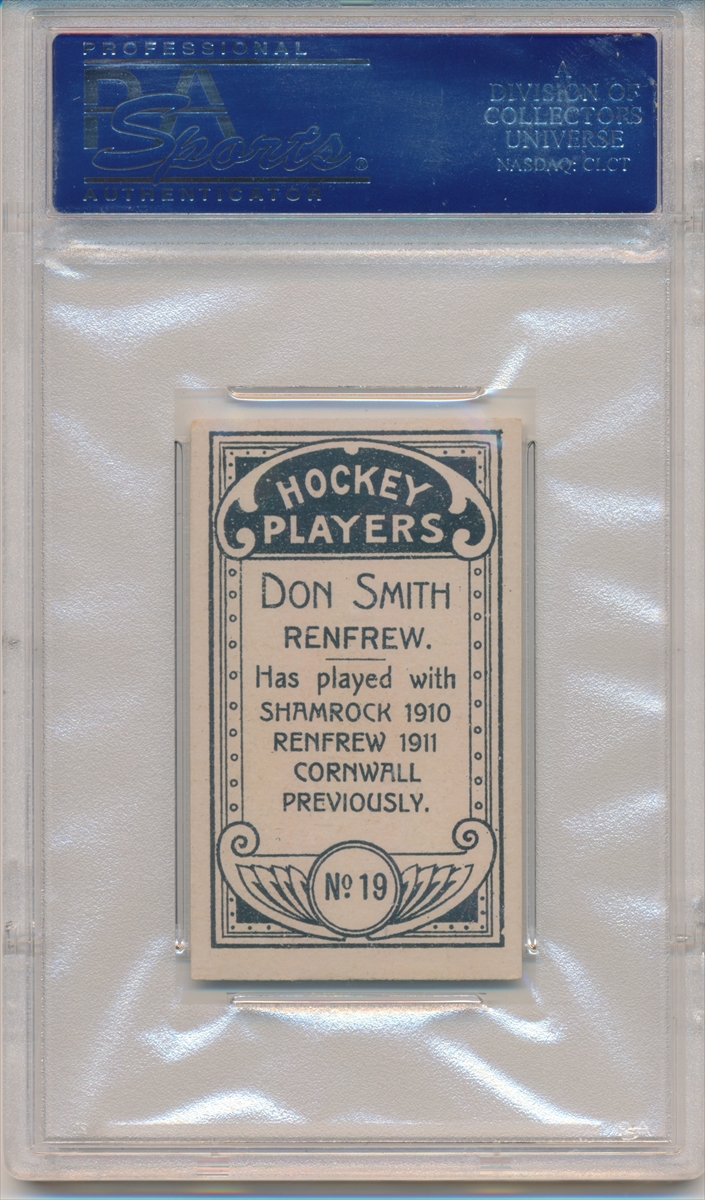 PROFESSIONAL
PSA
Sports
AUTHENTICATOR
A
DIVISION OF
COLLECTORS
UNIVERSE
NASDAQ: CLCT
HOCKEY
PLAYERS
DON SMITH
RENFREW.
Has played with
SHAMROCK 1910
RENFREW 1911
CORNWALL
PREVIOUSLY.
No 19